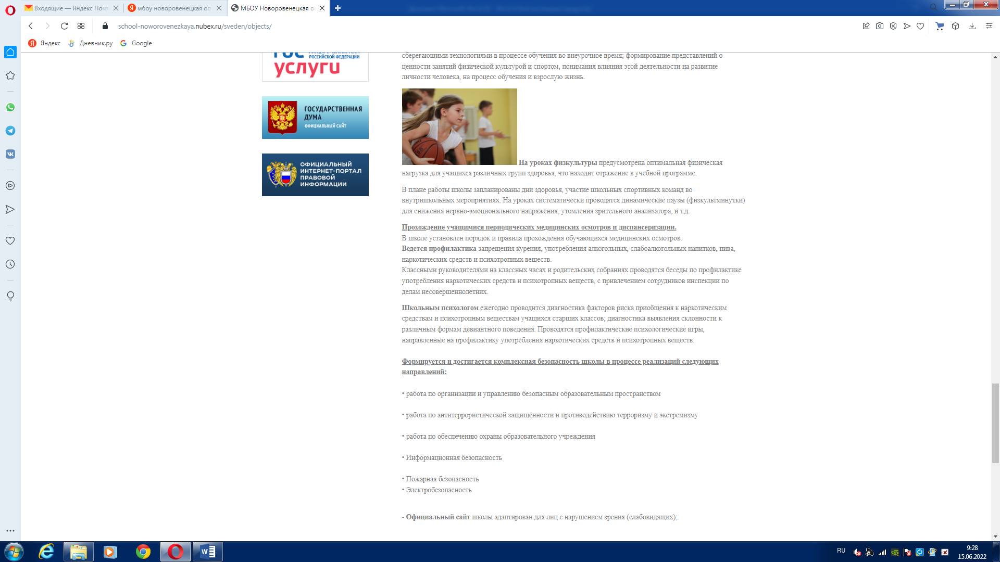 Входящие — Яндекс Почт
мбоу новоровенецкая ос
МБОУ Новоровенецкая о
school-noworovenezkaya.nubex.ru/sveden/objects/
Яндекс
Дневник.ру
Google
услуги
РОССИЙСКОЙ ФЕДЕРАЦИИ
ГОСУДАРСТВЕННАЯ
ДУМА
ОФИЦИАЛЬНЫЙ САЙТ
ОФИЦИАЛЬНЫЙ
ИНТЕРНЕТ-ПОРТАЛ
ПРАВОВОЙ
ИНФОРМАЦИИ
сберегающими технологиями в процессе обучения во внеурочное время; формирование представлений о
ценности занятий физической культурой и спортом, понимания влияния этой деятельности на развитие
личности человека, на процесс обучения и взрослую жизнь.
На уроках физкультуры предусмотрена оптимальная физическая
нагрузка для учащихся различных групп здоровья, что находит отражение в учебной программе.
В плане работы школы запланированы дни здоровья, участие школьных спортивных команд во
внутришкольных мероприятиях. На уроках систематически проводятся динамические паузы (физкультминутки)
для снижения нервно-эмоционального напряжения, утомления зрительного анализатора, и т.д.
Прохождение учащимися периодических медицинских осмотров и диспансеризации.
В школе установлен порядок и правила прохождения обучающихся медицинских осмотров.
Ведется профилактика запрещения курения, употребления алкогольных, слабоалкогольных напитков, пива,
наркотических средств и психотропных веществ.
Классными руководителями на классных часах и родительских собраниях проводятся беседы по профилактике
употребления наркотических средств и психотропных веществ, с привлечением сотрудников инспекции по
делам несовершеннолетних.
Школьным психологом ежегодно проводится диагностика факторов риска приобщения к наркотическим
средствам и психотропным веществам учащихся старших классов; диагностика выявления склонности к
различным формам девиантного поведения. Проводятся профилактические психологические игры,
направленные на профилактику употребления наркотических средств и психотропных веществ.
Формируется и достигается комплексная безопасность школы в процессе реализаций следующих
направлений:
• работа по организации и управлению безопасным образовательным пространством
• работа по антитеррористической защищённости и противодействию терроризму и экстремизму
• работа по обеспечению охраны образовательного учреждения
• Информационная безопасность
• Пожарная безопасность
• Электробезопасность
- Официальный сайт школы адаптирован для лиц с нарушением зрения (слабовидящих);
RU
9:28
15.06.2022